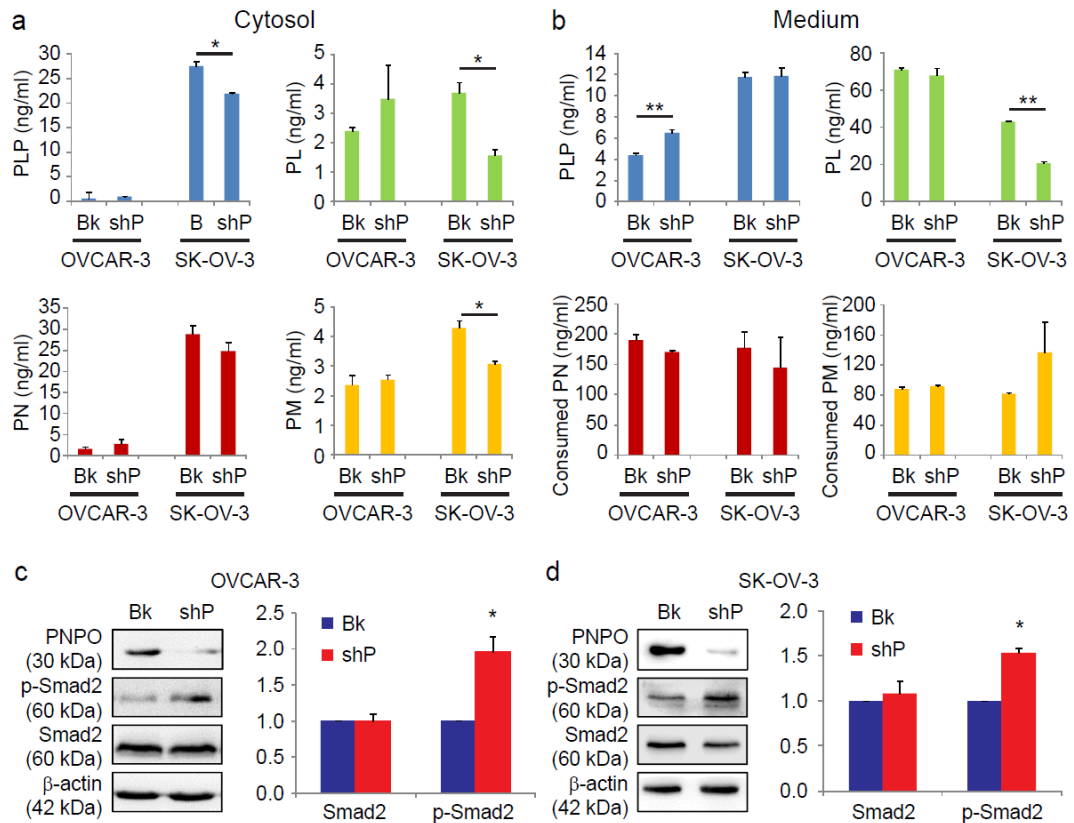 a Cytosol
b Medium
PLP (ng/ml)
30
25
20
15
10
5
0
*
Bk shP B shP
OVCAR-3 SK-OV-3
PL (ng/ml)
5
4
3
2
1
0
*
Bk shP Bk shP
OVCAR-3 SK-OV-3
PLP (ng/ml)
14
12
10
8
6
4
2
0
**
Bk shP Bk shP
OVCAR-3 SK-OV-3
PL (ng/ml)
80
60
40
20
0
**
Bk shP Bk shP
OVCAR-3 SK-OV-3
PN (ng/ml)
35
30
25
20
15
10
5
0
Bk shP Bk shP
OVCAR-3 SK-OV-3
PM (ng/ml)
5
4
3
2
1
0
*
Bk shP Bk shP
OVCAR-3 SK-OV-3
Consumed PN (ng/ml)
250
200
150
100
50
0
Bk shP Bk shP
OVCAR-3 SK-OV-3
Consumed PM (ng/ml)
200
160
120
80
40
0
Bk shP Bk shP
OVCAR-3 SK-OV-3
c OVCAR-3
Bk shP
PNPO
(30 kDa)
p-Smad2
(60 kDa)
Smad2
(60 kDa)
β-actin
(42 kDa)
2.5
2.0
1.5
1.0
0.5
0.0
Bk
shP
*
Smad2 p-Smad2
d SK-OV-3
Bk shP
PNPO
(30 kDa)
p-Smad2
(60 kDa)
Smad2
(60 kDa)
β-actin
(42 kDa)
2.0
1.5
1.0
0.5
0.0
Bk
shP
*
Smad2 p-Smad2